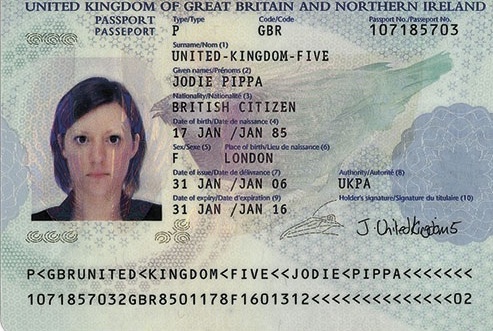 UNITED KINGDOM OF GREAT BRITAIN AND NORTHERN IRELAND
PASSPORT Type/Type Code/Code Passport No./Passeport No.
PASSEPORT P GBR 107185703
Surname/Nom (1)
UNITED-KINGDOM-FIVE
Given names/Prénoms (2)
JODIE PIPPA
Nationality/Nationalité (3)
BRITISH CITIZEN
Date of birth/Date de naissance (4)
17 JAN /JAN 85
Sex/Sexe (5) Place of birth/Lieu de naissance (6)
F LONDON
Date of issue/Date de délivrance (7) Authority/Autorité (8)
31 JAN /JAN 06 UKPA
Date of expiry/Date d'expiration (9) Holder's signature/Signature du titulaire (10)
31 JAN /JAN 16 J. UnitedKingdom5
P<GBRUNITED<KINGDOM<FIVE<<JODIE<PIPPA<<<<<<<
1071857032GBR8501178F1601312<<<<<<<<<<<<<<02